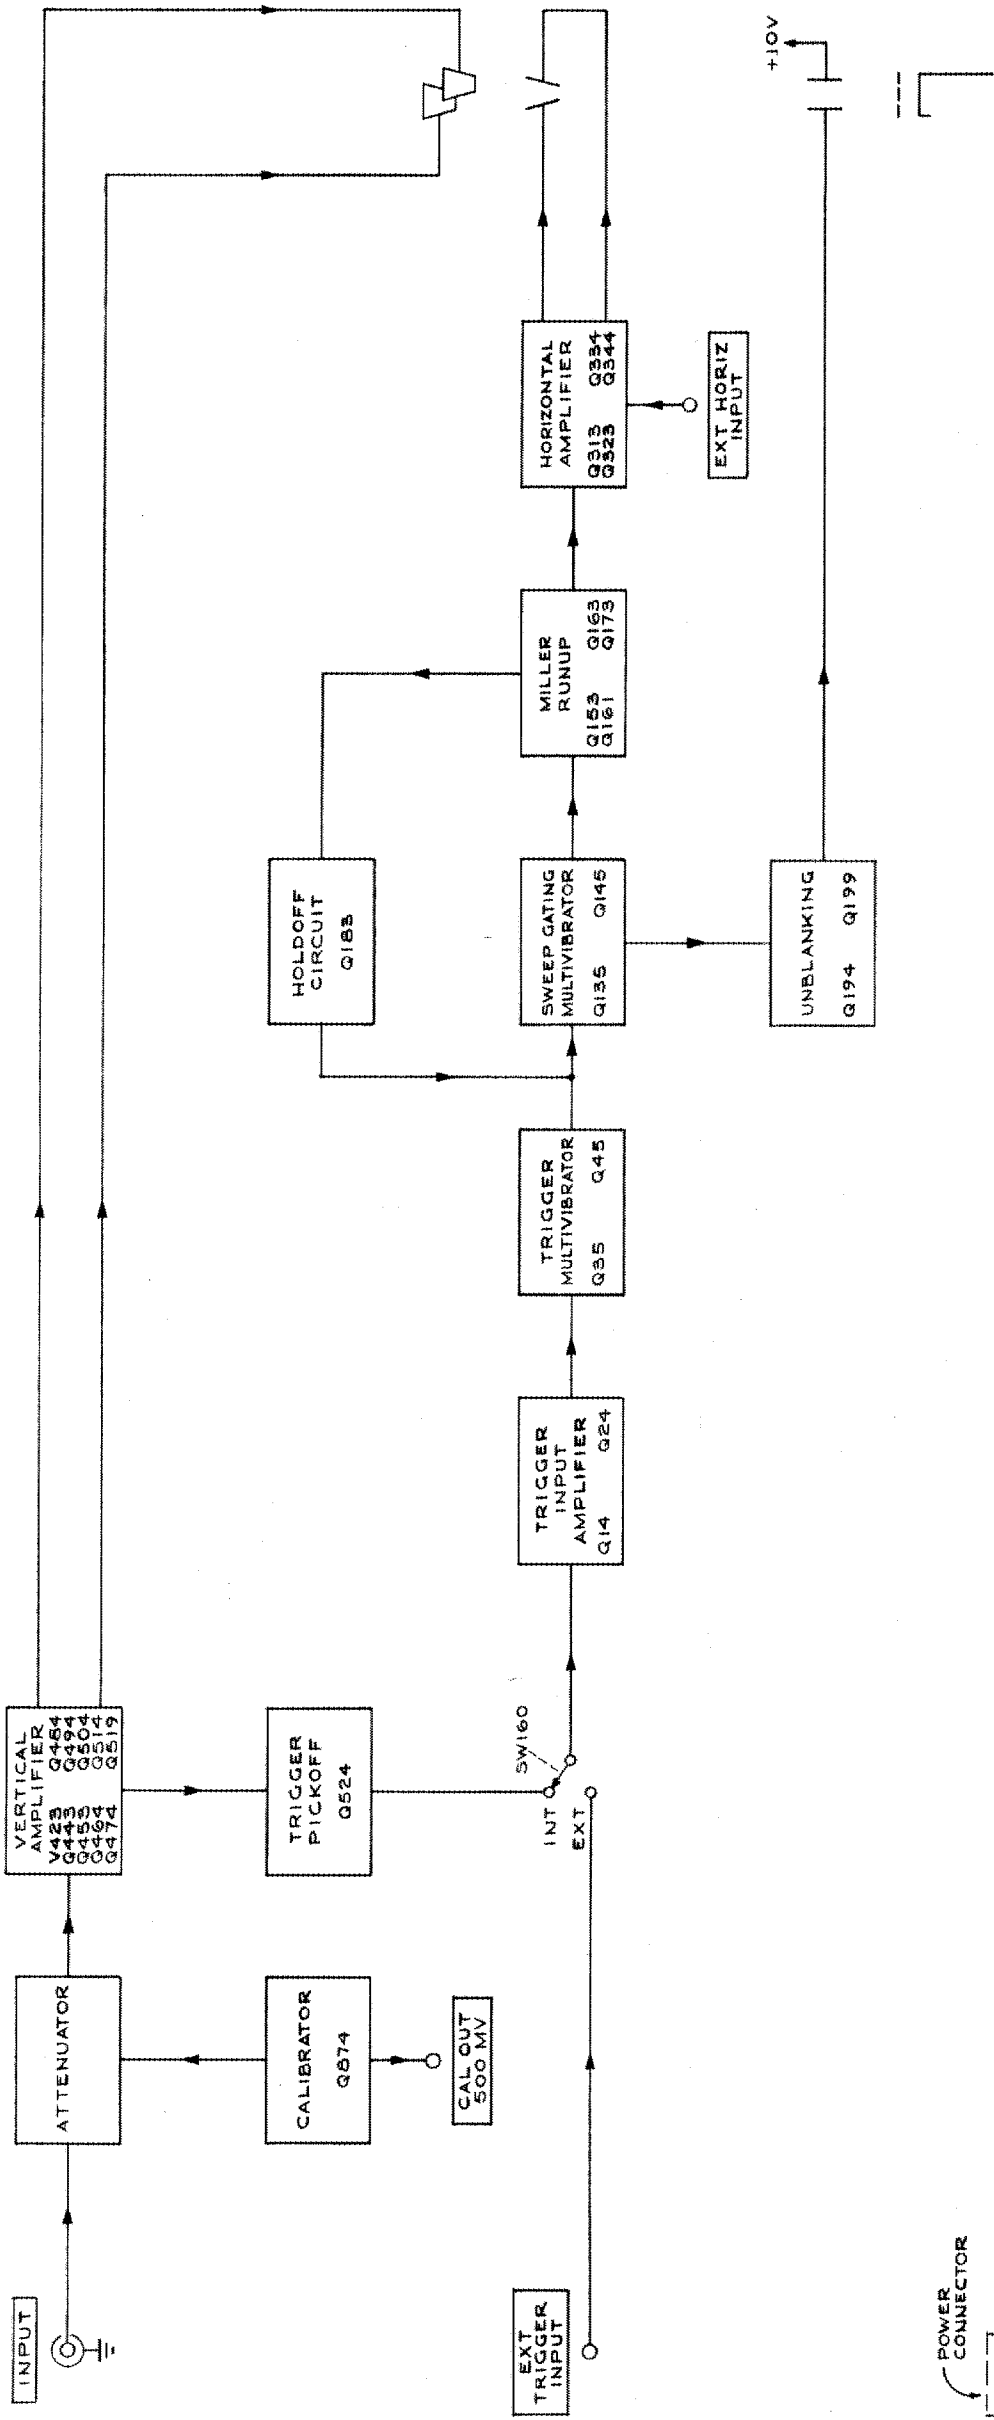 INPUT
ATTENUATOR
VERTICAL
AMPLIFIER
V423 Q484
Q443 Q494
Q453 Q504
Q464 Q514
Q474 Q519
CALIBRATOR
Q874
CAL OUT
500 MV
TRIGGER
PICKOFF
Q524
EXT
TRIGGER
INPUT
INT
EXT
SW160
TRIGGER
INPUT
AMPLIFIER
Q14 Q24
TRIGGER
MULTIVIBRATOR
Q35 Q45
HOLDOFF
CIRCUIT
Q183
SWEEP GATING
MULTIVIBRATOR
Q135 Q145
MILLER
RUNUP
Q153 Q163
Q161 Q173
HORIZONTAL
AMPLIFIER
Q313 Q334
Q323 Q344
EXT HORIZ
INPUT
UNBLANKING
Q194 Q199
+10V
POWER
CONNECTOR